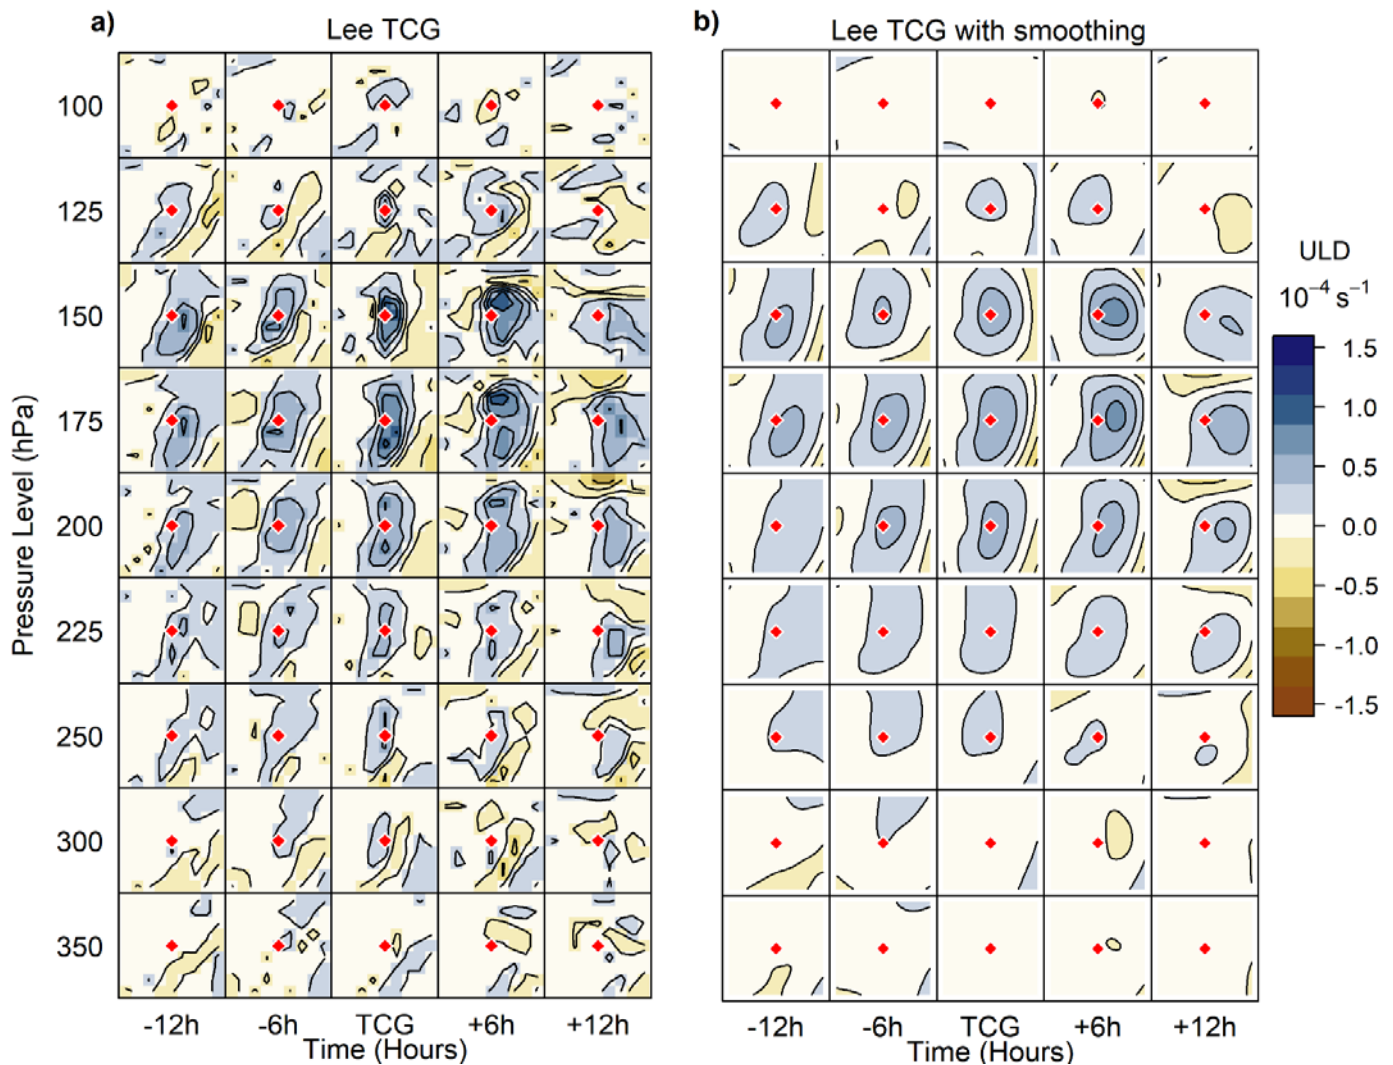 a)
Lee TCG
b)
Lee TCG with smoothing
Pressure Level (hPa)
100
125
150
175
200
225
250
300
350
-12h -6h TCG +6h +12h
Time (Hours)
-12h -6h TCG +6h +12h
Time (Hours)
ULD
10⁻⁴ s⁻¹
1.5
1.0
0.5
0.0
-0.5
-1.0
-1.5